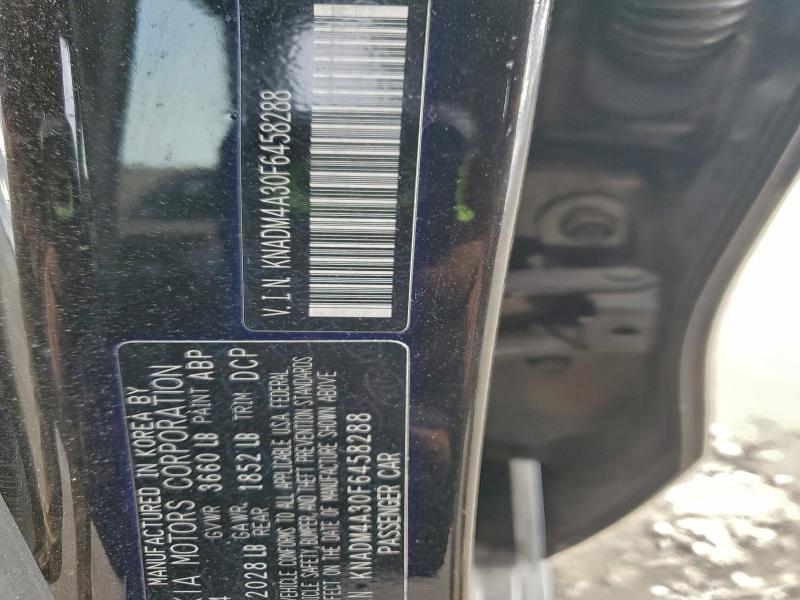 V.I.N. KNADM4A30F6458288
MANUFACTURED IN KOREA BY
KIA MOTORS CORPORATION
GVWR 3660 LB PAINT ABP
GAWR 1852 LB TRIM DCP
2028 LB REAR
VEHICLE CONFORMS TO ALL APPLICABLE U.S.A. FEDERAL
VEHICLE SAFETY, BUMPER, AND THEFT PREVENTION STANDARDS
ON THE DATE OF MANUFACTURE SHOWN ABOVE
KNADM4A30F6458288
PASSENGER CAR